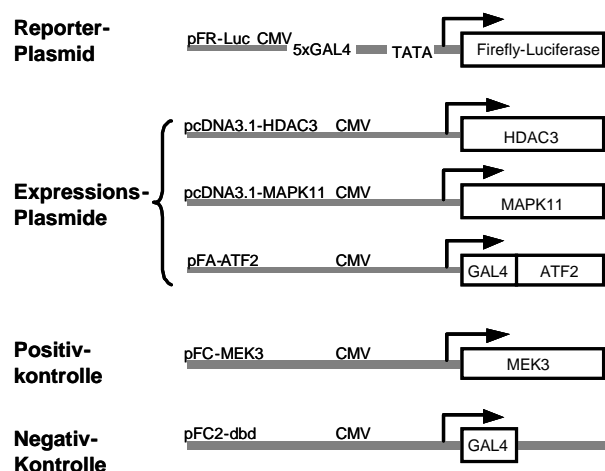 Reporter-
Plasmid
pFR-Luc CMV
5xGAL4
TATA
Firefly-Luciferase
pcDNA3.1-HDAC3 CMV
HDAC3
Expressions-
Plasmide
pcDNA3.1-MAPK11 CMV
MAPK11
pFA-ATF2 CMV
GAL4 ATF2
Positiv-
kontrolle
pFC-MEK3 CMV
MEK3
Negativ-
Kontrolle
pFC2-dbd CMV
GAL4